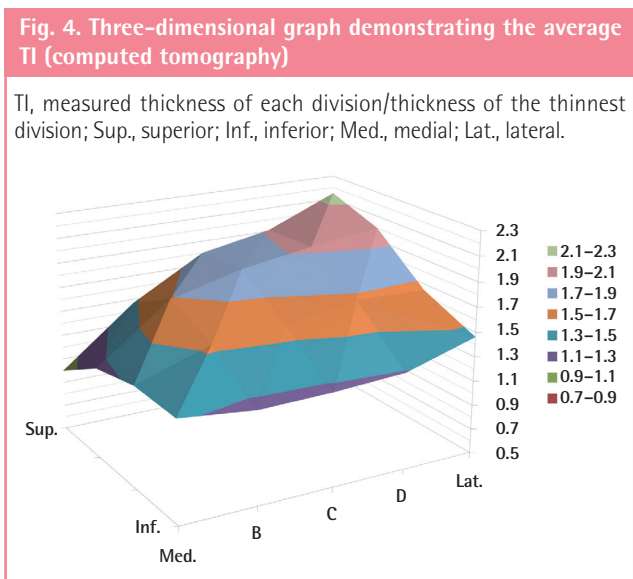 Fig. 4. Three-dimensional graph demonstrating the average
TI (computed tomography)
TI, measured thickness of each division/thickness of the thinnest
division; Sup., superior; Inf., inferior; Med., medial; Lat., lateral.
2.3
2.1
1.9
1.7
1.5
1.3
1.1
0.9
0.7
0.5
2.1–2.3
1.9–2.1
1.7–1.9
1.5–1.7
1.3–1.5
1.1–1.3
0.9–1.1
0.7–0.9
Sup.
Inf.
Med.
B
C
D
Lat.